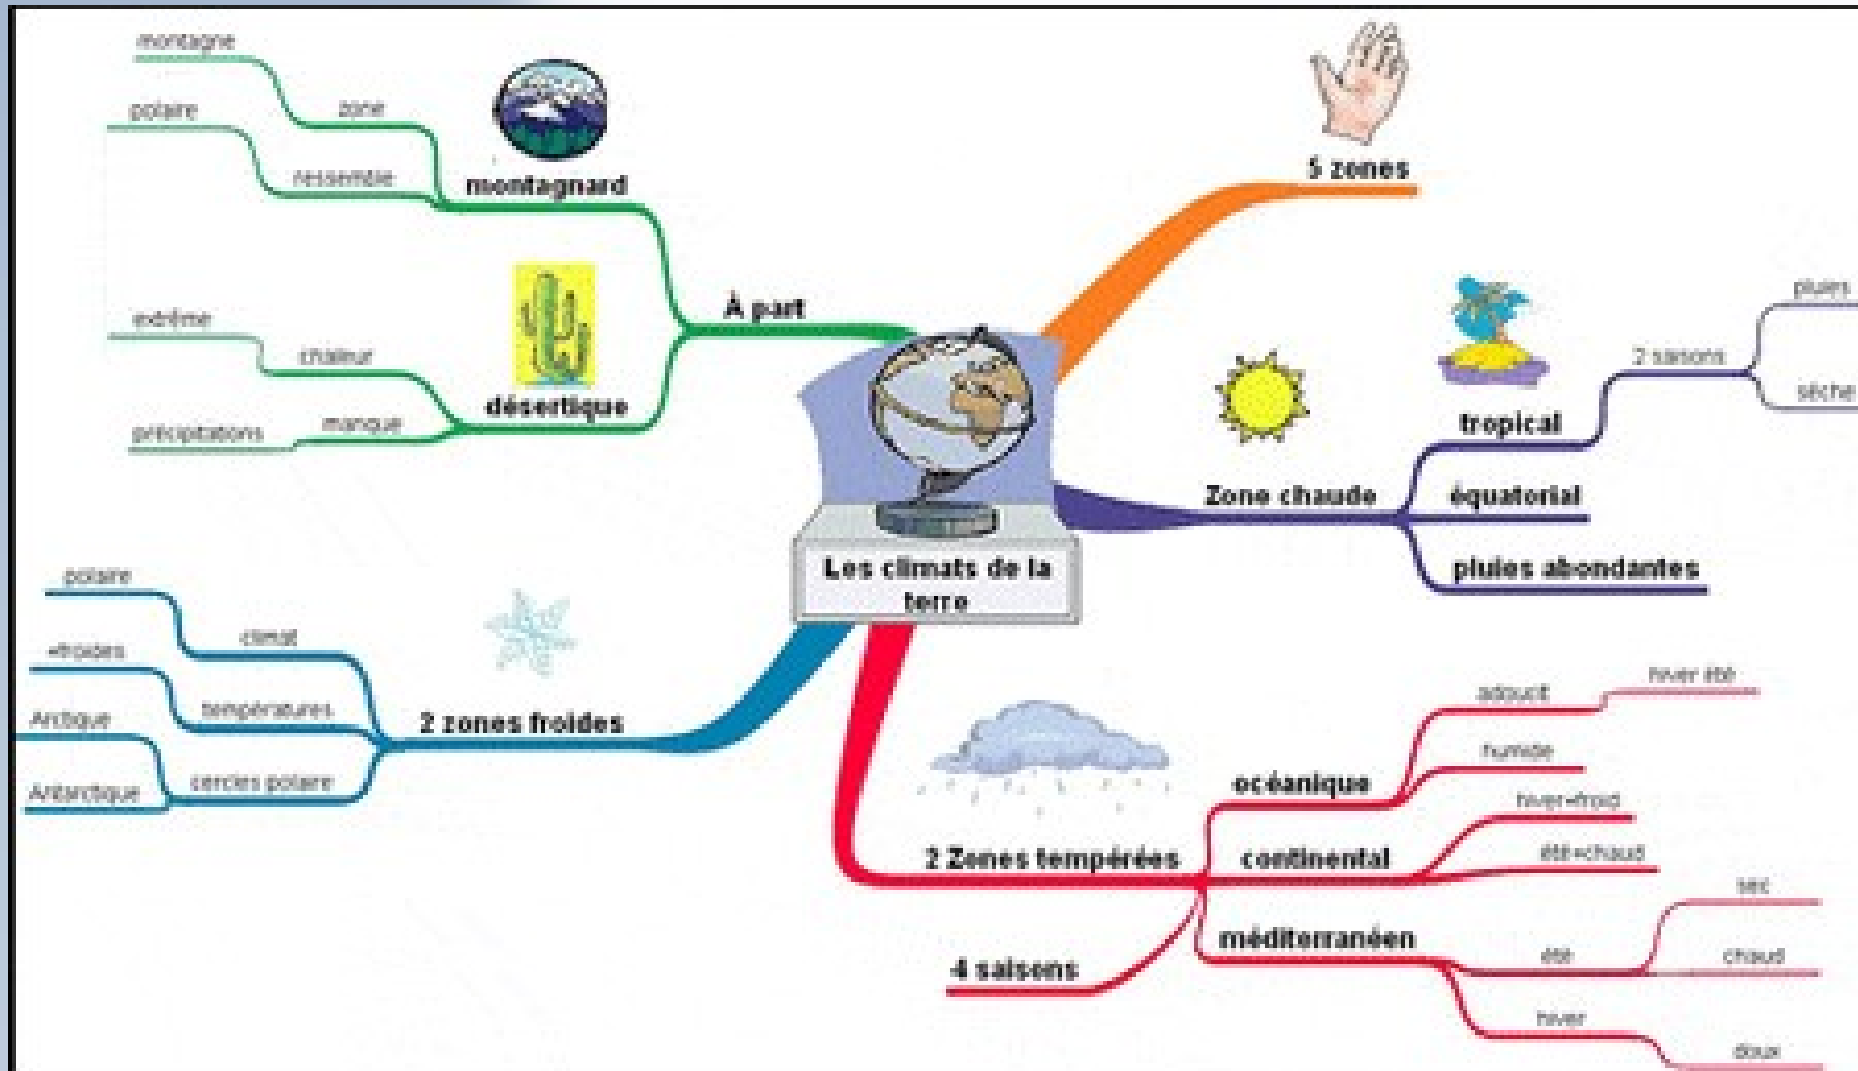 Les climats de la
terre
5 zones
Zone chaude
tropical
2 saisons
pluies
sèche
équatorial
pluies abondantes
2 Zones tempérées
océanique
adoucit
hiver été
humide
continental
hiver=froid
été=chaud
méditerranéen
été
sec
chaud
hiver
doux
4 saisons
2 zones froides
climat
polaire
températures
froides
cercles polaire
Arctique
Antarctique
À part
montagnard
zone
montagne
ressemble
polaire
désertique
chaleur
extrême
manque
précipitations